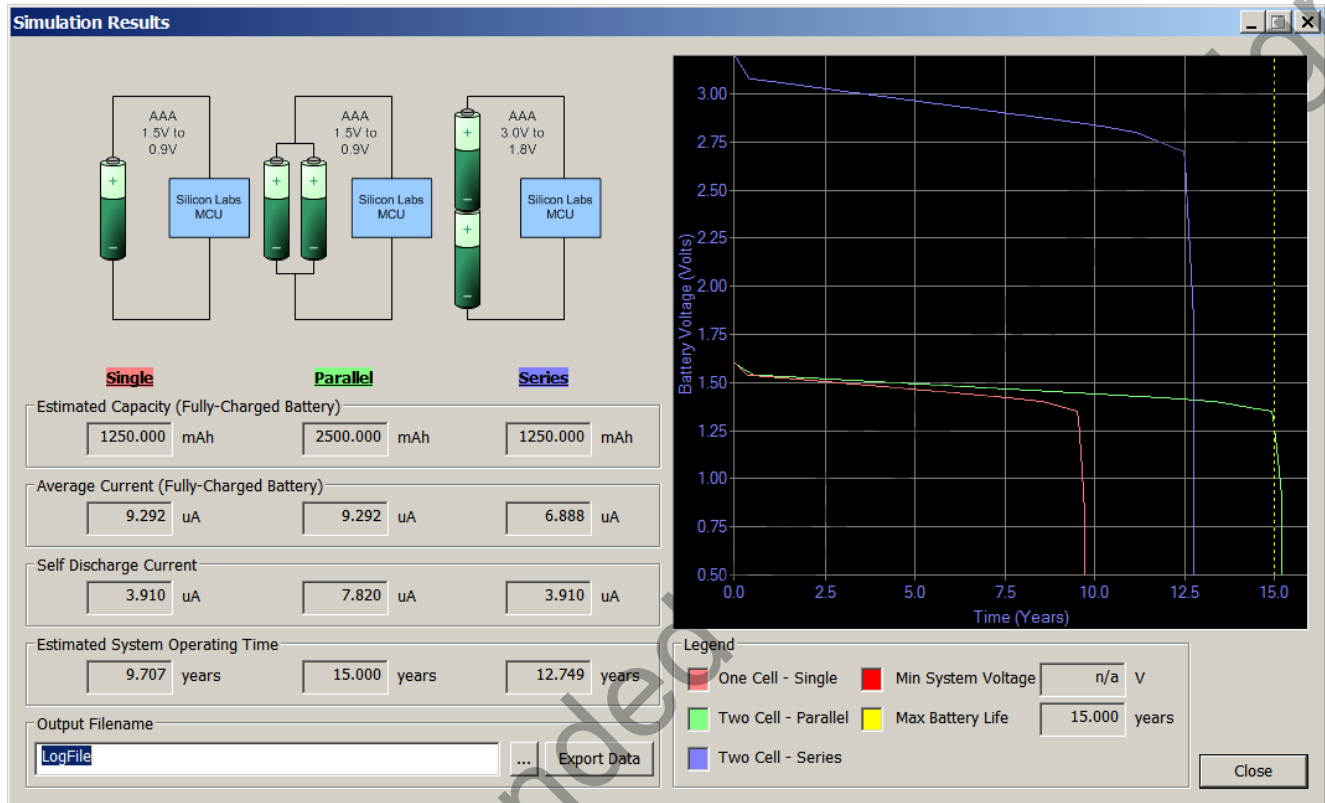 Simulation Results
AAA
1.5V to
0.9V
Silicon Labs
MCU
AAA
1.5V to
0.9V
Silicon Labs
MCU
AAA
3.0V to
1.8V
Silicon Labs
MCU
Single
Parallel
Series
Estimated Capacity (Fully-Charged Battery)
1250.000 mAh
2500.000 mAh
1250.000 mAh
Average Current (Fully-Charged Battery)
9.292 uA
9.292 uA
6.888 uA
Self Discharge Current
3.910 uA
7.820 uA
3.910 uA
Estimated System Operating Time
9.707 years
15.000 years
12.749 years
Output Filename
LogFile
...
Export Data
Battery Voltage (Volts)
3.00
2.75
2.50
2.25
2.00
1.75
1.50
1.25
1.00
0.75
0.50
0.0
2.5
5.0
7.5
10.0
12.5
15.0
Time (Years)
Legend
One Cell - Single
Min System Voltage
n/a V
Two Cell - Parallel
Max Battery Life
15.000 years
Two Cell - Series
Close